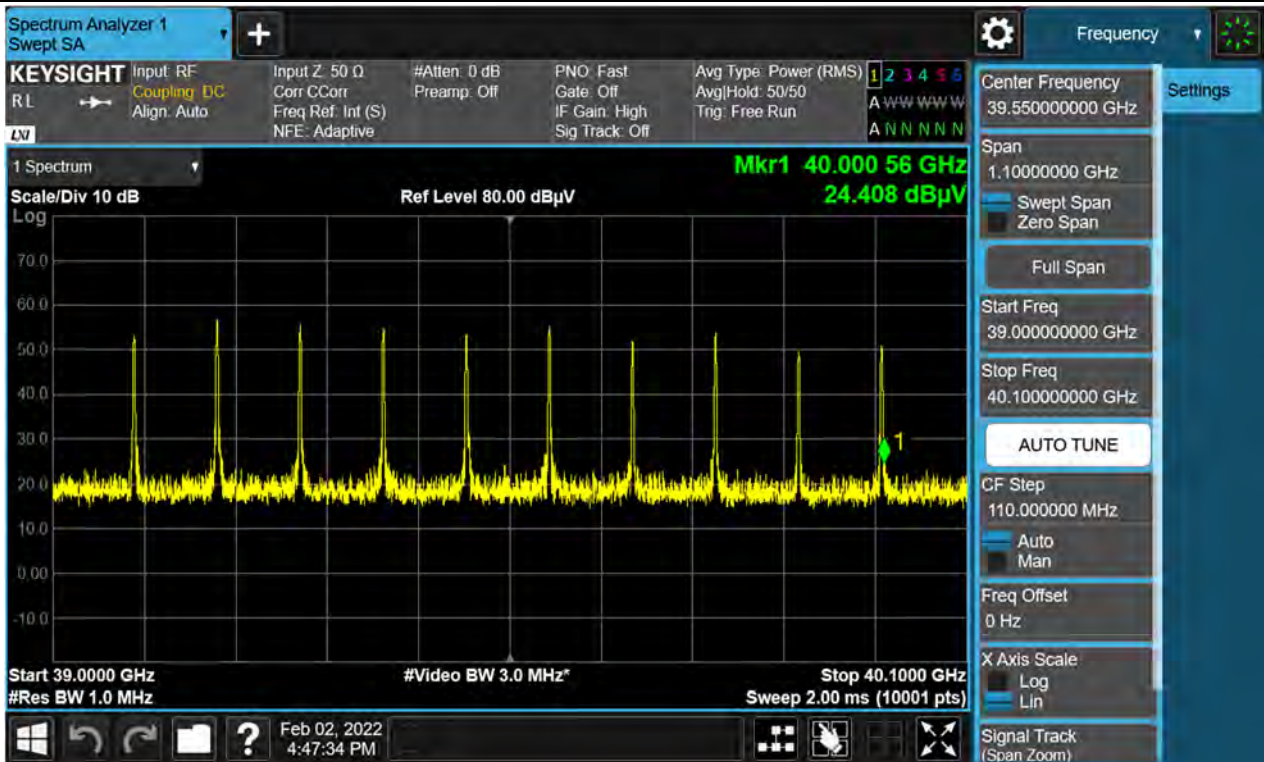 Spectrum Analyzer 1
Swept SA
+
Frequency
KEYSIGHT
RL
LXI
Input: RF
Coupling: DC
Align: Auto
Input Z: 50 Ω
Corr CCorr
Freq Ref: Int (S)
NFE: Adaptive
#Atten: 0 dB
Preamp: Off
PNO: Fast
Gate: Off
IF Gain: High
Sig Track: Off
Avg Type: Power (RMS)
Avg|Hold: 50/50
Trig: Free Run
1 2 3 4 5 6
A W W W W W
A N N N N N
1 Spectrum
Mkr1 40.000 56 GHz
Scale/Div 10 dB
Ref Level 80.00 dBµV
24.408 dBµV
Log
70.0
60.0
50.0
40.0
30.0
20.0
10.0
0.00
-10.0
1
Start 39.0000 GHz
#Video BW 3.0 MHz*
Stop 40.1000 GHz
#Res BW 1.0 MHz
Sweep 2.00 ms (10001 pts)
?
Feb 02, 2022
4:47:34 PM
Center Frequency
39.550000000 GHz
Settings
Span
1.10000000 GHz
Swept Span
Zero Span
Full Span
Start Freq
39.000000000 GHz
Stop Freq
40.100000000 GHz
AUTO TUNE
CF Step
110.000000 MHz
Auto
Man
Freq Offset
0 Hz
X Axis Scale
Log
Lin
Signal Track
(Span Zoom)